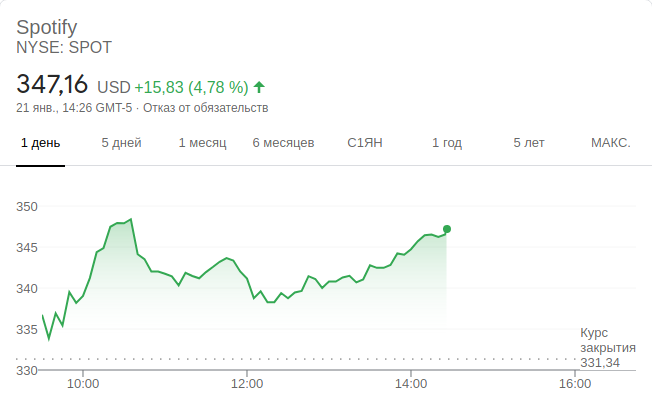 Spotify
NYSE: SPOT
347,16 USD +15,83 (4,78 %)
21 янв., 14:26 GMT-5 · Отказ от обязательств
1 день 5 дней 1 месяц 6 месяцев С1ЯН 1 год 5 лет МАКС.
350
345
340
335
Курс
закрытия
331,34
330
10:00 12:00 14:00 16:00